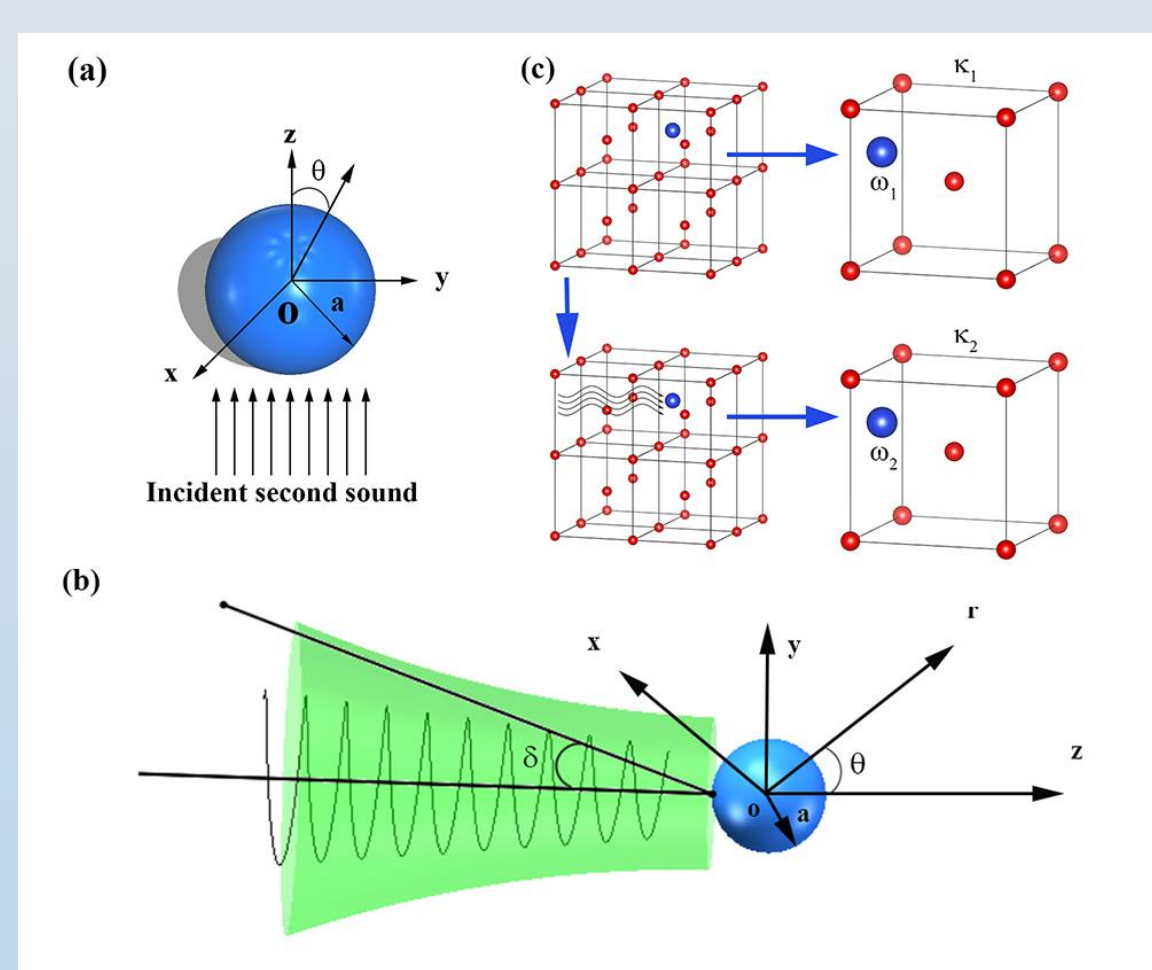 (a)
z
θ
y
O
a
x
Incident second sound
(c)
κ₁
ω₁
κ₂
ω₂
(b)
x
y
r
δ
θ
z
o
a